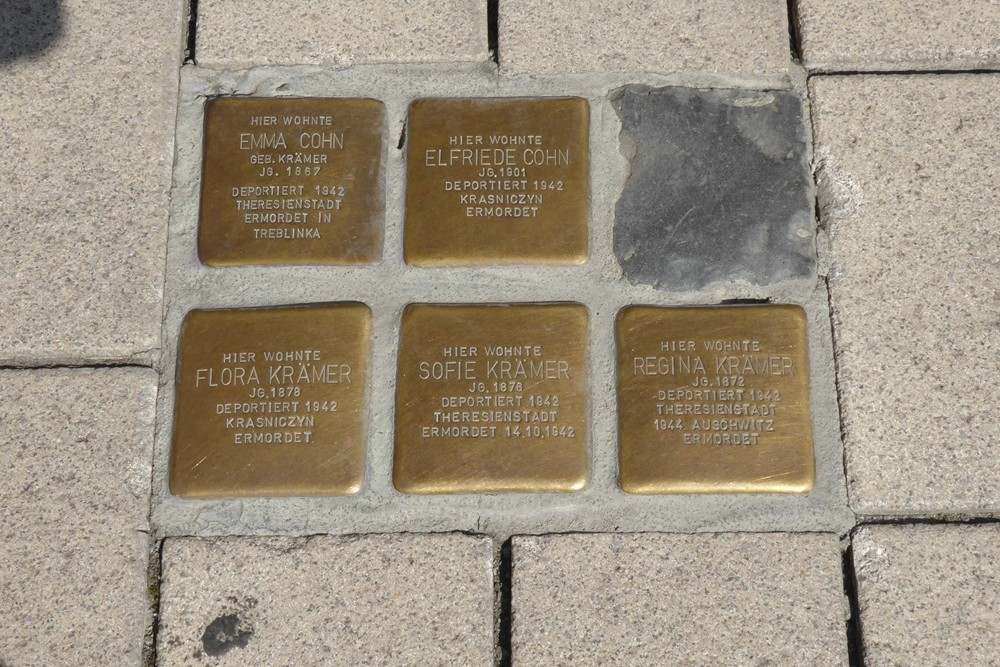 HIER WOHNTE
EMMA COHN
GEB. KRÄMER
JG. 1867
DEPORTIERT 1942
THERESIENSTADT
ERMORDET IN
TREBLINKA
HIER WOHNTE
ELFRIEDE COHN
JG. 1901
DEPORTIERT 1942
KRASNICZYN
ERMORDET
HIER WOHNTE
FLORA KRÄMER
JG. 1878
DEPORTIERT 1942
KRASNICZYN
ERMORDET
HIER WOHNTE
SOFIE KRÄMER
JG. 1876
DEPORTIERT 1942
THERESIENSTADT
ERMORDET 14.10.1942
HIER WOHNTE
REGINA KRÄMER
JG. 1872
DEPORTIERT 1942
THERESIENSTADT
1944 AUSCHWITZ
ERMORDET